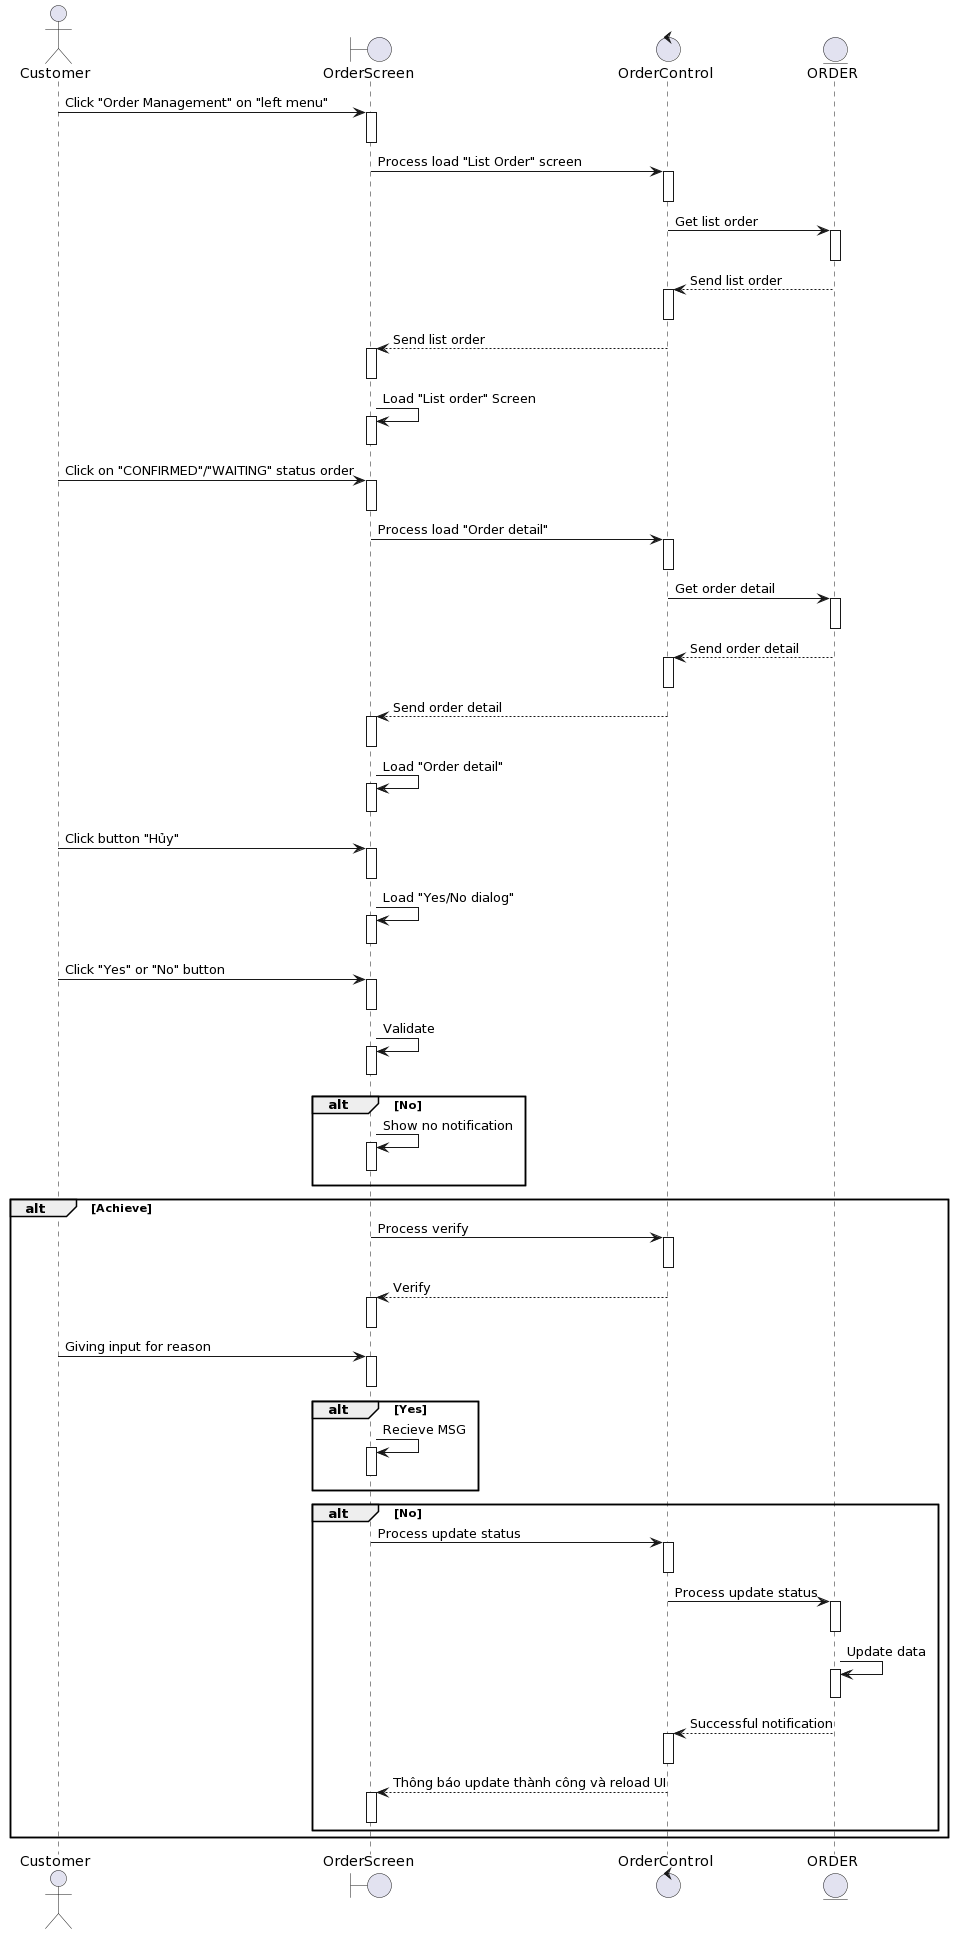 Customer
OrderScreen
OrderControl
ORDER
Click "Order Management" on "left menu"
Process load "List Order" screen
Get list order
Send list order
Send list order
Load "List order" Screen
Click on "CONFIRMED"/"WAITING" status order
Process load "Order detail"
Get order detail
Send order detail
Send order detail
Load "Order detail"
Click button "Hủy"
Load "Yes/No dialog"
Click "Yes" or "No" button
Validate
alt [No]
Show no notification
alt [Achieve]
Process verify
Verify
Giving input for reason
alt [Yes]
Recieve MSG
alt [No]
Process update status
Process update status
Update data
Successful notification
Thông báo update thành công và reload UI
Customer
OrderScreen
OrderControl
ORDER